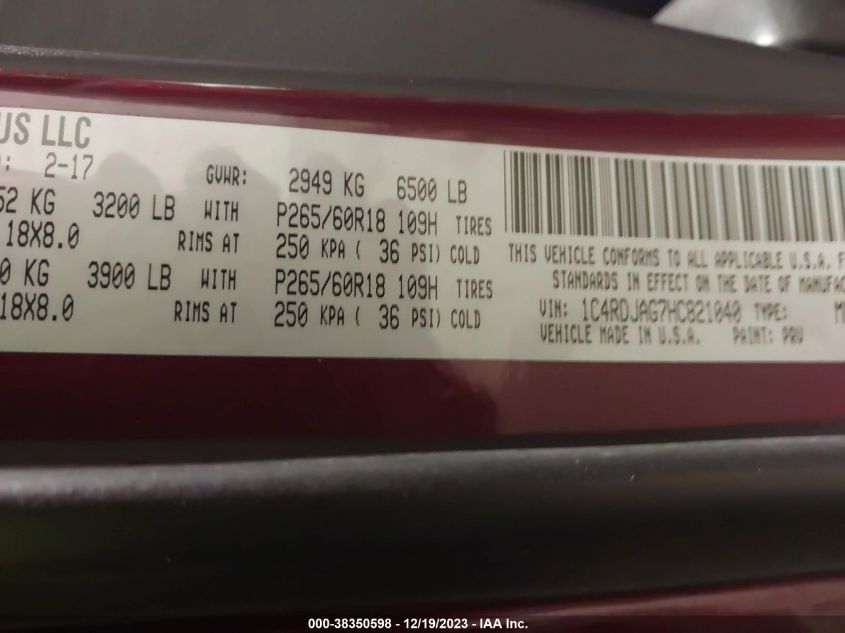 US LLC
: 2-17 GVWR: 2949 KG 6500 LB
52 KG 3200 LB WITH P265/60R18 109H TIRES
18X8.0 RIMS AT 250 KPA ( 36 PSI) COLD
0 KG 3900 LB WITH P265/60R18 109H TIRES
18X8.0 RIMS AT 250 KPA ( 36 PSI) COLD
THIS VEHICLE CONFORMS TO ALL APPLICABLE U.S.A. F
STANDARDS IN EFFECT ON THE DATE OF MANUFAC
VIN: 1C4RDJAG7HC821040 TYPE: M
VEHICLE MADE IN U.S.A. PAINT: PRV
000-38350598 - 12/19/2023 - IAA Inc.